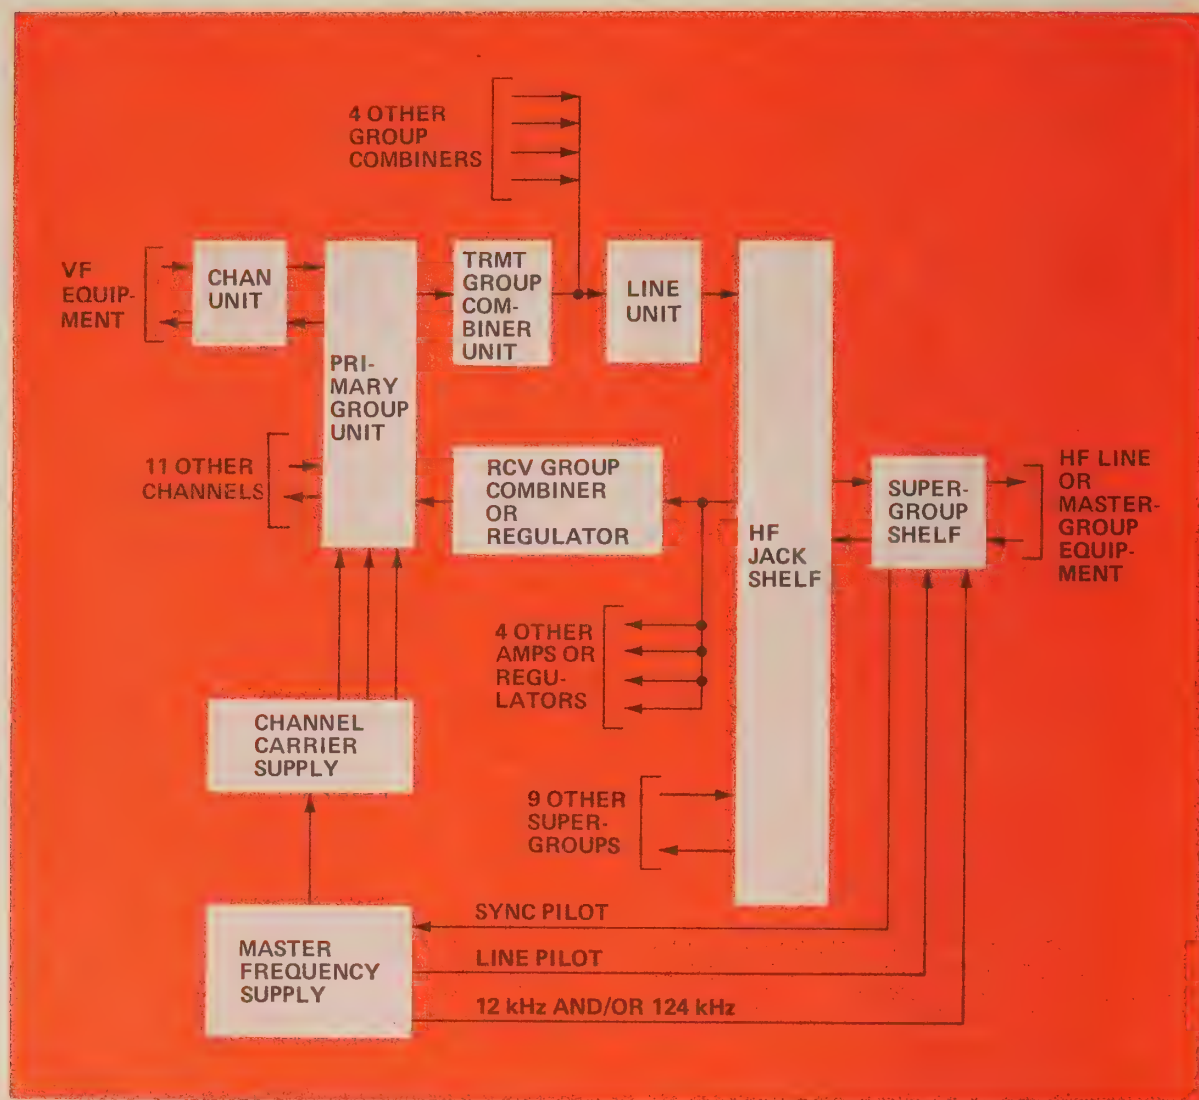 4 OTHER
GROUP
COMBINERS
VF
EQUIP-
MENT
CHAN
UNIT
PRI-
MARY
GROUP
UNIT
TRMT
GROUP
COM-
BINER
UNIT
LINE
UNIT
11 OTHER
CHANNELS
RCV GROUP
COMBINER
OR
REGULATOR
HF
JACK
SHELF
SUPER-
GROUP
SHELF
HF LINE
OR
MASTER-
GROUP
EQUIP-
MENT
4 OTHER
AMPS OR
REGU-
LATORS
CHANNEL
CARRIER
SUPPLY
9 OTHER
SUPER-
GROUPS
MASTER
FREQUENCY
SUPPLY
SYNC PILOT
LINE PILOT
12 kHz AND/OR 124 kHz